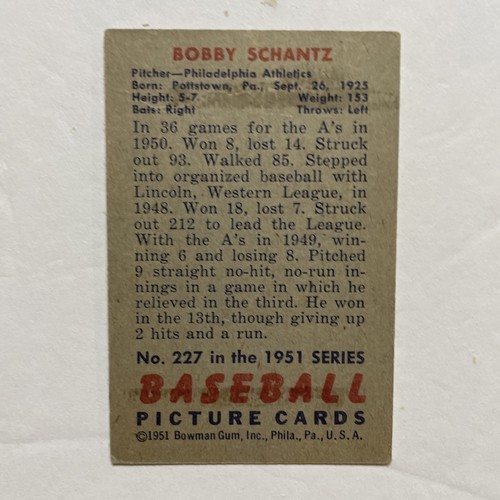 BOBBY SCHANTZ
Pitcher—Philadelphia Athletics
Born: Pottstown, Pa., Sept. 26, 1925
Height: 5-7 Weight: 153
Bats: Right Throws: Left
In 36 games for the A's in
1950. Won 8, lost 14. Struck
out 93. Walked 85. Stepped
into organized baseball with
Lincoln, Western League, in
1948. Won 18, lost 7. Struck
out 212 to lead the League.
With the A's in 1949, win-
ning 6 and losing 8. Pitched
9 straight no-hit, no-run in-
nings in a game in which he
relieved in the third. He won
in the 13th, though giving up
2 hits and a run.
No. 227 in the 1951 SERIES
BASEBALL
PICTURE CARDS
©1951 Bowman Gum, Inc., Phila., Pa., U. S. A.